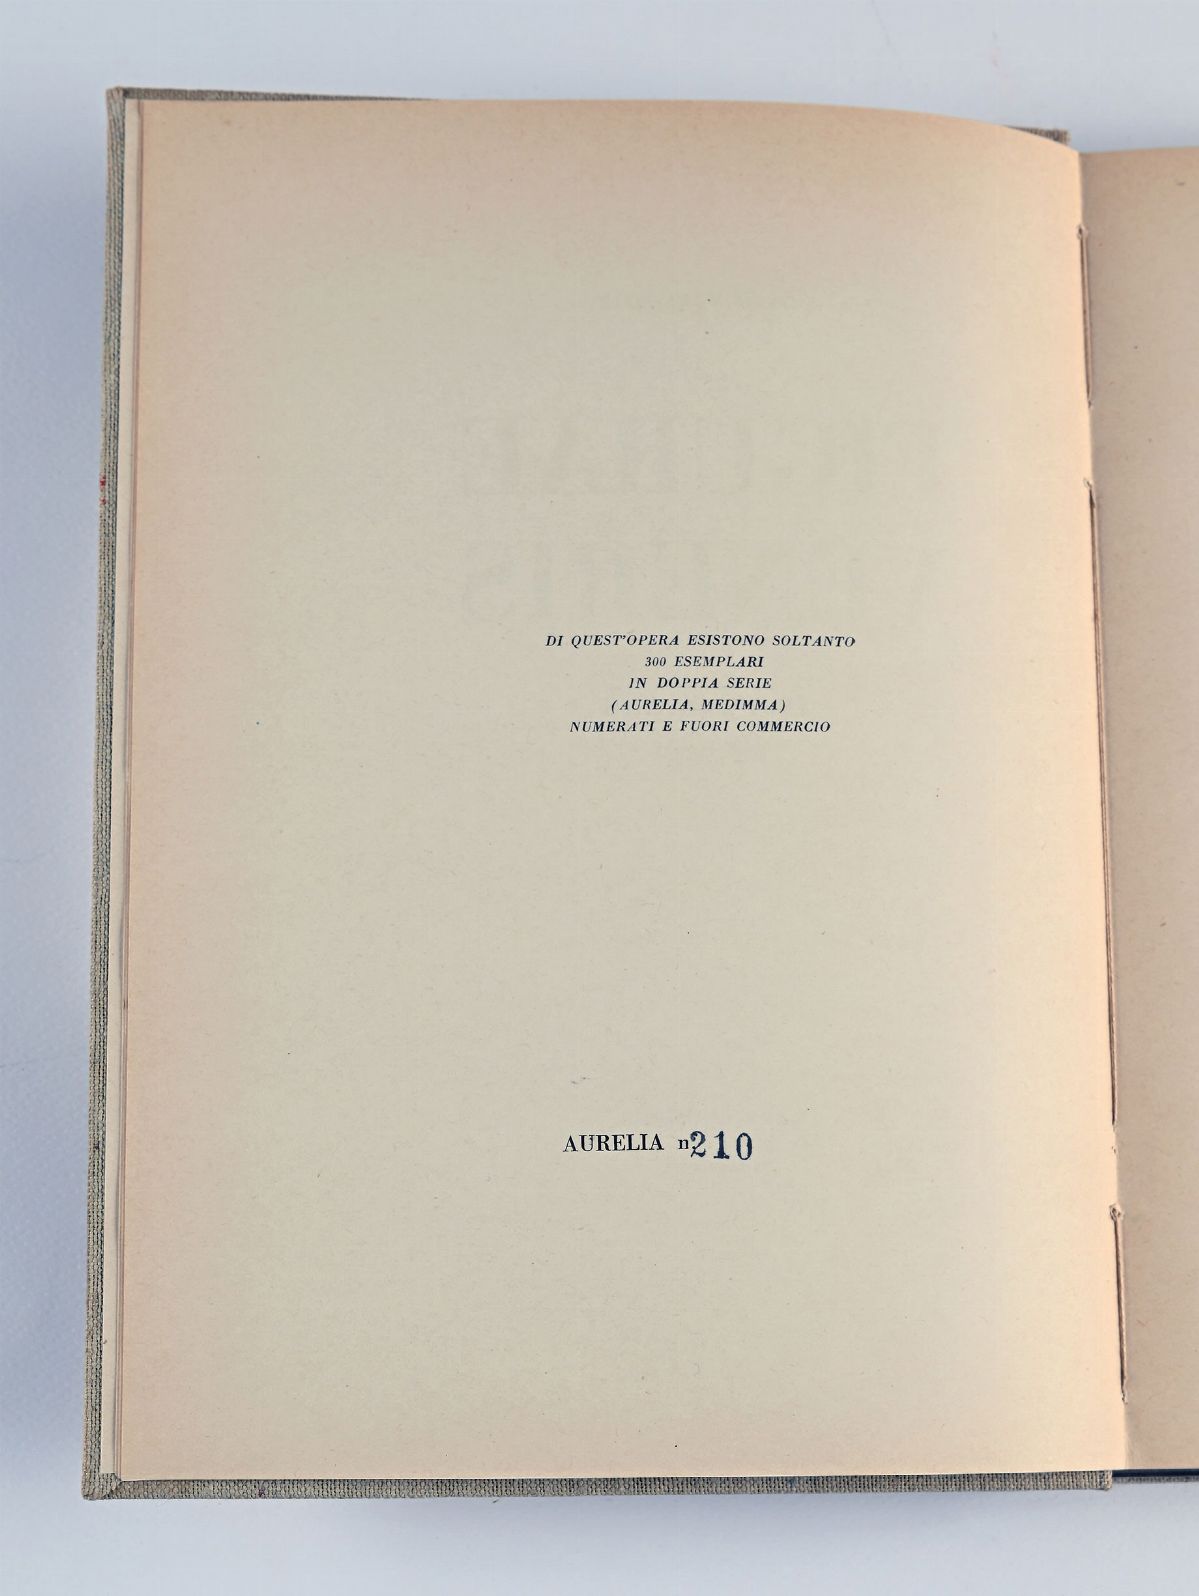 DI QUEST'OPERA ESISTONO SOLTANTO
300 ESEMPLARI
IN DOPPIA SERIE
(AURELIA, MEDIMMA)
NUMERATI E FUORI COMMERCIO
AURELIA n210